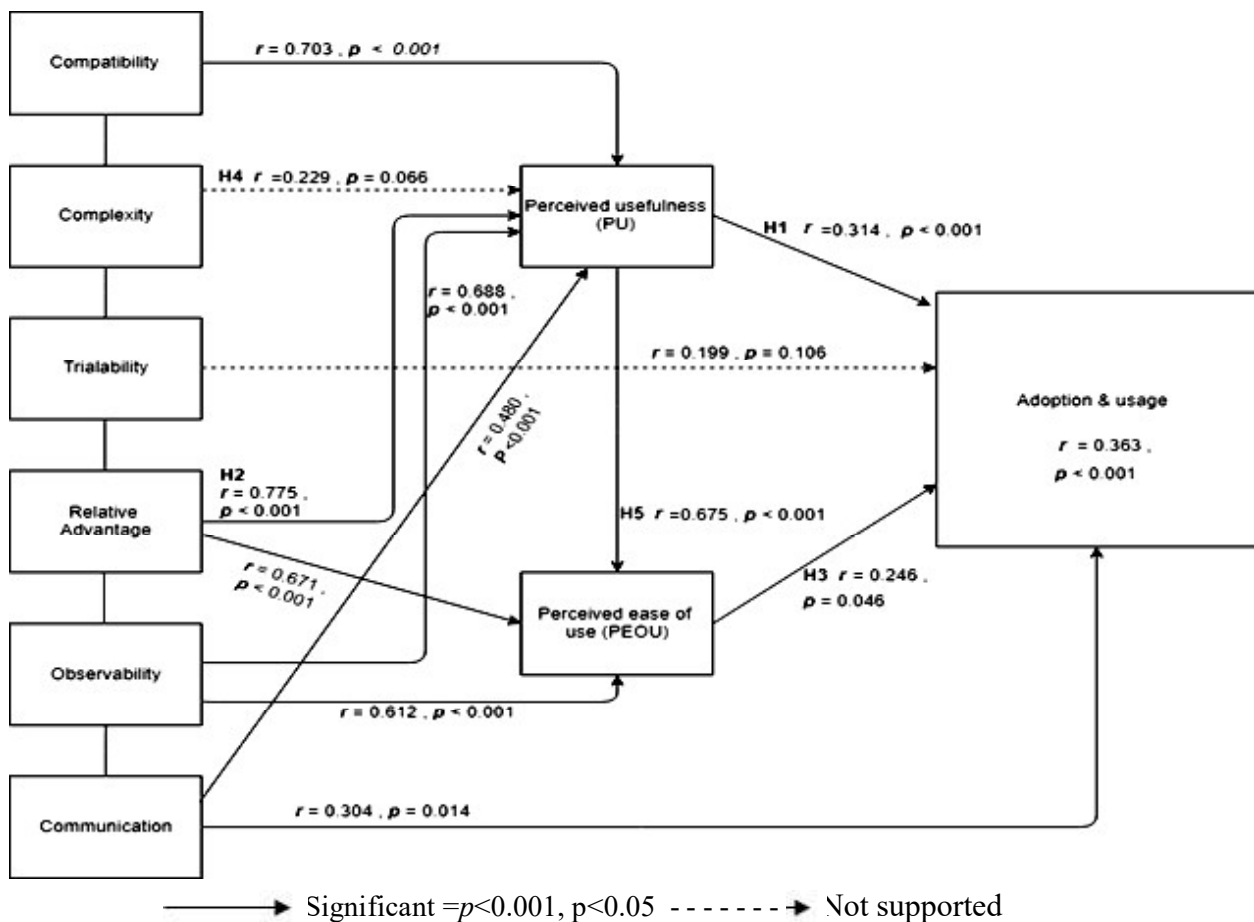 Compatibility
r = 0.703 , p < 0.001
Complexity
H4 r =0.229 , p = 0.066
Perceived usefulness
(PU)
H1 r =0.314 , p < 0.001
r = 0.688 ,
p < 0.001
Trialability
r = 0.199 , p = 0.106
Adoption & usage
r = 0.363 ,
p < 0.001
r = 0.480 ,
P <0.001
Relative
Advantage
H2
r = 0.775 ,
p < 0.001
H5 r =0.675 , p < 0.001
r = 0.671 ,
p < 0.001
Perceived ease of
use (PEOU)
H3 r = 0.246 ,
p = 0.046
Observability
r = 0.612 , p < 0.001
Communication
r = 0.304 , p = 0.014
Significant =p<0.001, p<0.05 Not supported